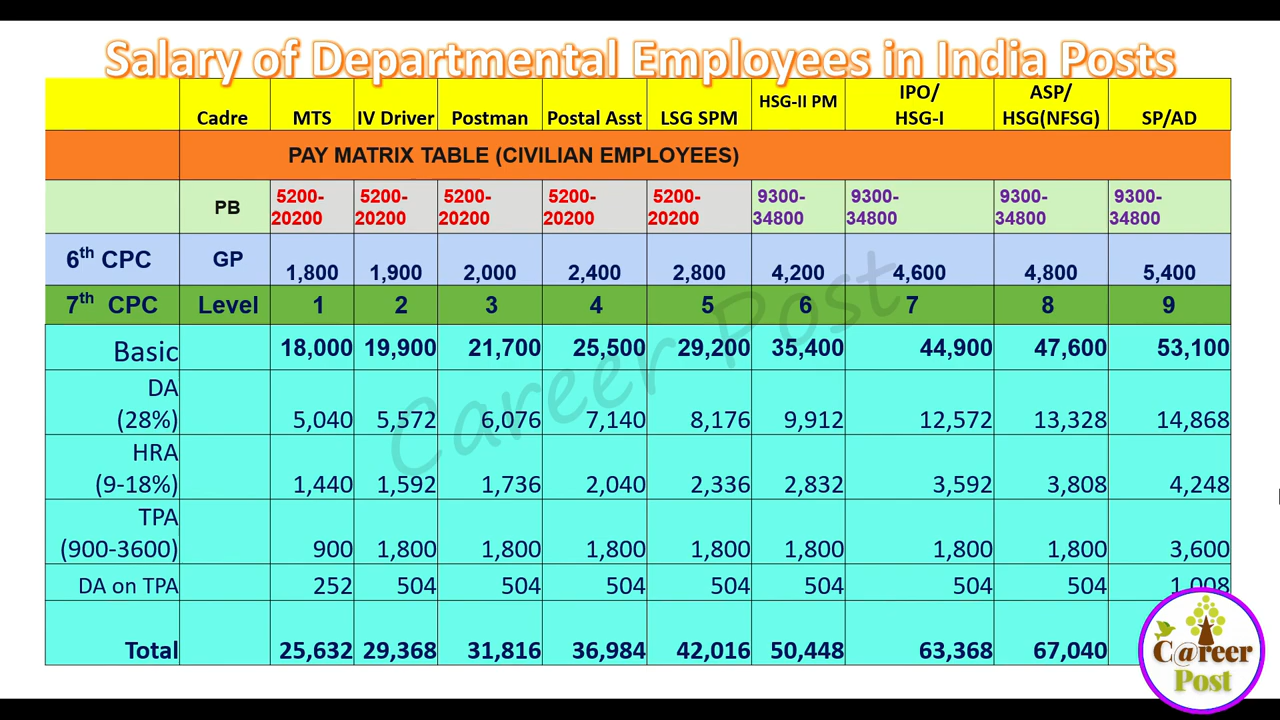 Salary of Departmental Employees in India Posts
Cadre MTS IV Driver Postman Postal Asst LSG SPM HSG-II PM IPO/ HSG-I ASP/ HSG(NFSG) SP/AD
PAY MATRIX TABLE (CIVILIAN EMPLOYEES)
PB 5200-20200 5200-20200 5200-20200 5200-20200 5200-20200 9300-34800 9300-34800 9300-34800 9300-34800
6th CPC GP 1,800 1,900 2,000 2,400 2,800 4,200 4,600 4,800 5,400
7th CPC Level 1 2 3 4 5 6 7 8 9
Basic 18,000 19,900 21,700 25,500 29,200 35,400 44,900 47,600 53,100
DA (28%) 5,040 5,572 6,076 7,140 8,176 9,912 12,572 13,328 14,868
HRA (9-18%) 1,440 1,592 1,736 2,040 2,336 2,832 3,592 3,808 4,248
TPA (900-3600) 900 1,800 1,800 1,800 1,800 1,800 1,800 1,800 3,600
DA on TPA 252 504 504 504 504 504 504 504 1,008
Total 25,632 29,368 31,816 36,984 42,016 50,448 63,368 67,040
Career Post
C@reer
Post